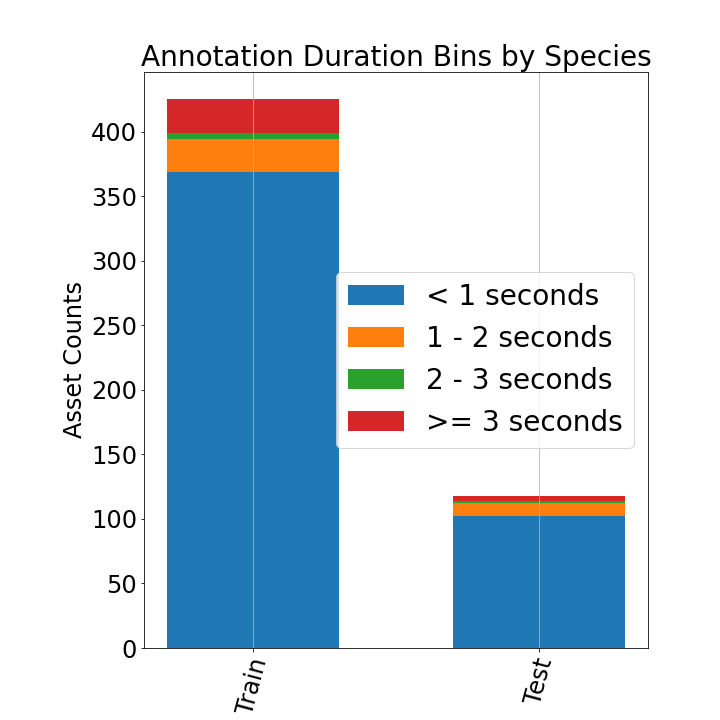 Annotation Duration Bins by Species
Asset Counts
400
350
300
250
200
150
100
50
0
< 1 seconds
1 - 2 seconds
2 - 3 seconds
>= 3 seconds
Train
Test